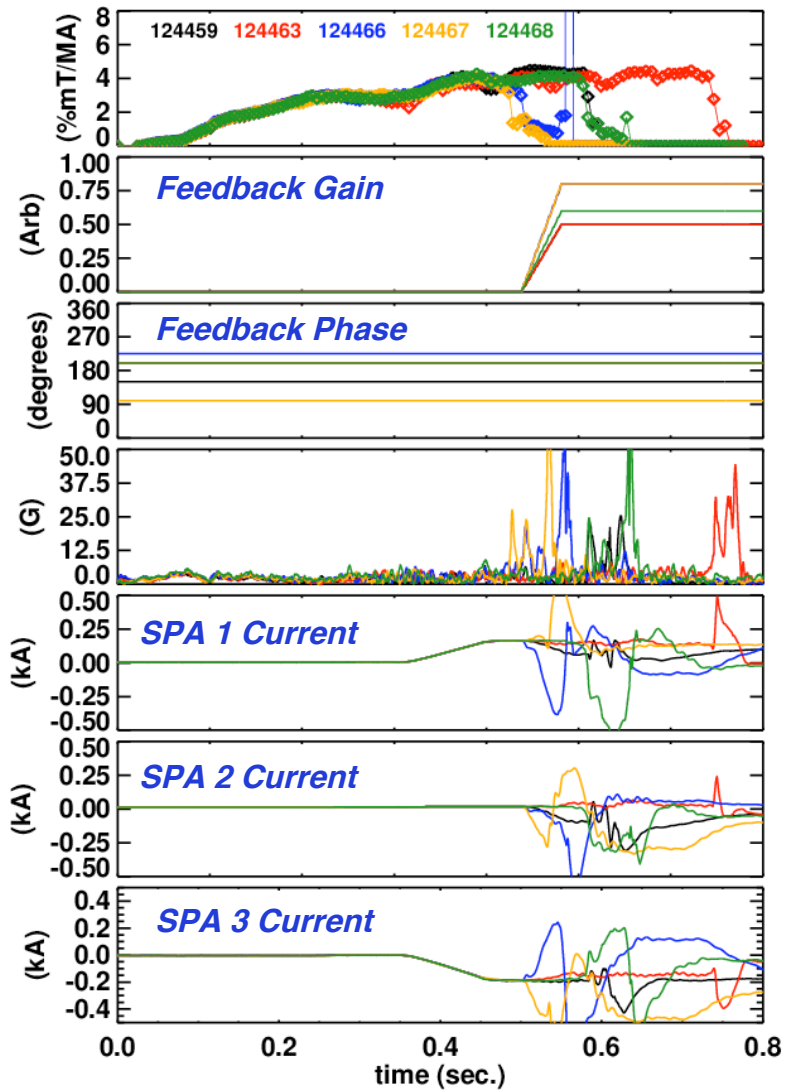 124459 124463 124466 124467 124468
(%mT/MA)
8
6
4
2
0
Feedback Gain
(Arb)
1.00
0.75
0.50
0.25
0.00
Feedback Phase
(degrees)
360
270
180
90
0
(G)
50.0
37.5
25.0
12.5
0.0
SPA 1 Current
(kA)
0.50
0.25
0.00
-0.25
-0.50
SPA 2 Current
(kA)
0.50
0.25
0.00
-0.25
-0.50
SPA 3 Current
(kA)
0.4
0.2
0.0
-0.2
-0.4
0.0 0.2 0.4 0.6 0.8
time (sec.)